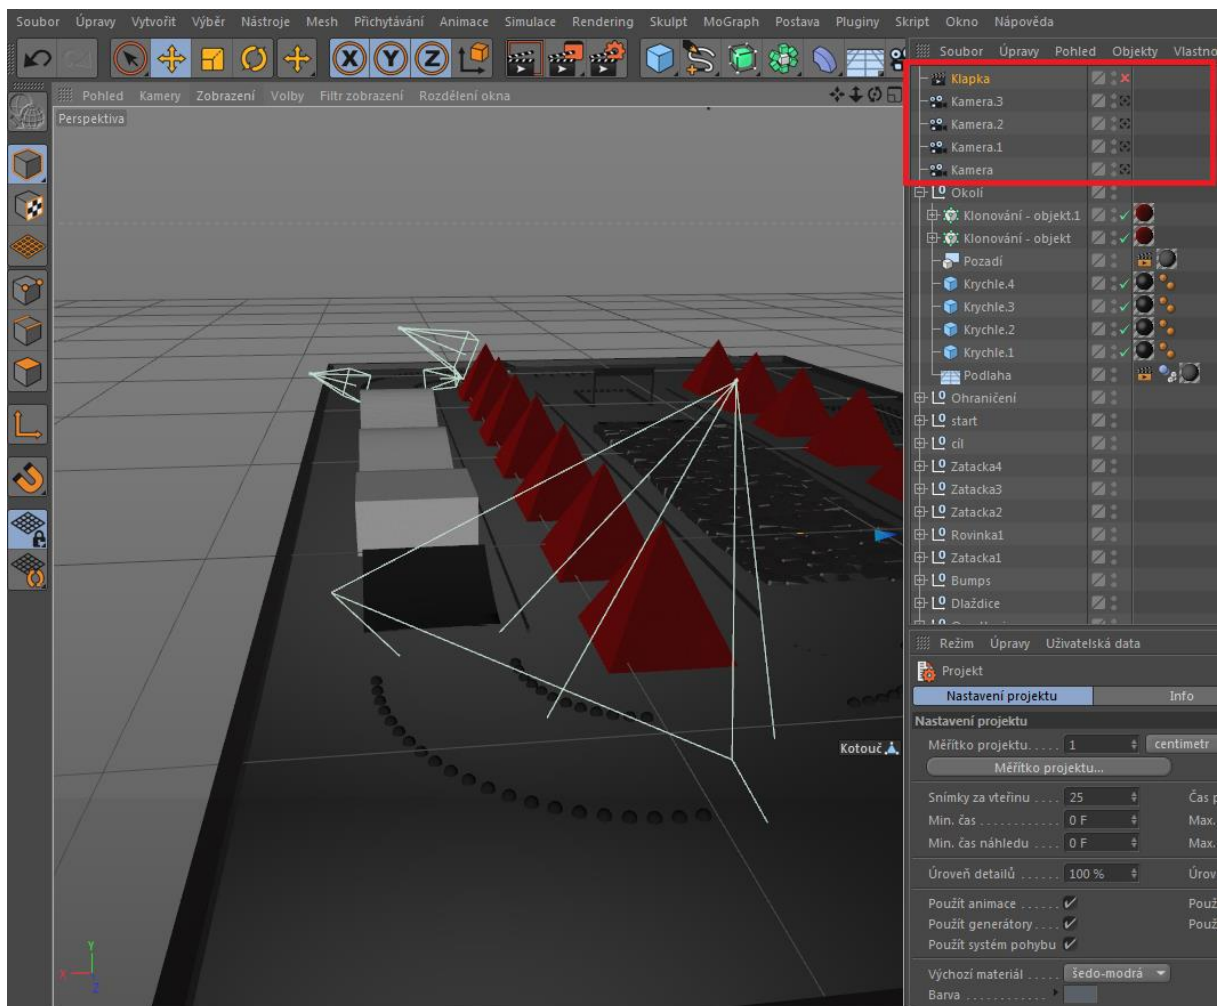 Soubor Úpravy Vytvořit Výběr Nástroje Mesh Přichytávání Animace Simulace Rendering Skulpt MoGraph Postava Pluginy Skript Okno Nápověda
X Y Z
Soubor Úpravy Pohled Objekty Vlastno
Pohled Kamery Zobrazení Volby Filtr zobrazení Rozdělení okna
Perspektiva
Klapka
Kamera.3
Kamera.2
Kamera.1
Kamera
Okolí
Klonování - objekt.1
Klonování - objekt
Pozadí
Krychle.4
Krychle.3
Krychle.2
Krychle.1
Podlaha
Ohraničení
start
cíl
Zatacka4
Zatacka3
Zatacka2
Rovinka1
Zatacka1
Bumps
Dlaždice
Kotouč
Y
X
Z
Režim Úpravy Uživatelská data
Projekt
Nastavení projektu Info
Nastavení projektu
Měřítko projektu. . . . . 1 centimetr
Měřítko projektu...
Snímky za vteřinu . . . . 25 Čas p
Min. čas . . . . . . . . . . . . 0 F Max.
Min. čas náhledu . . . . 0 F Max.
Úroveň detailů . . . . . . 100 % Úrov
Použít animace . . . . . . Použ
Použít generátory . . . . Použ
Použít systém pohybu
Výchozí materiál . . . . . šedo-modrá
Barva . . . . . . . . . . . .